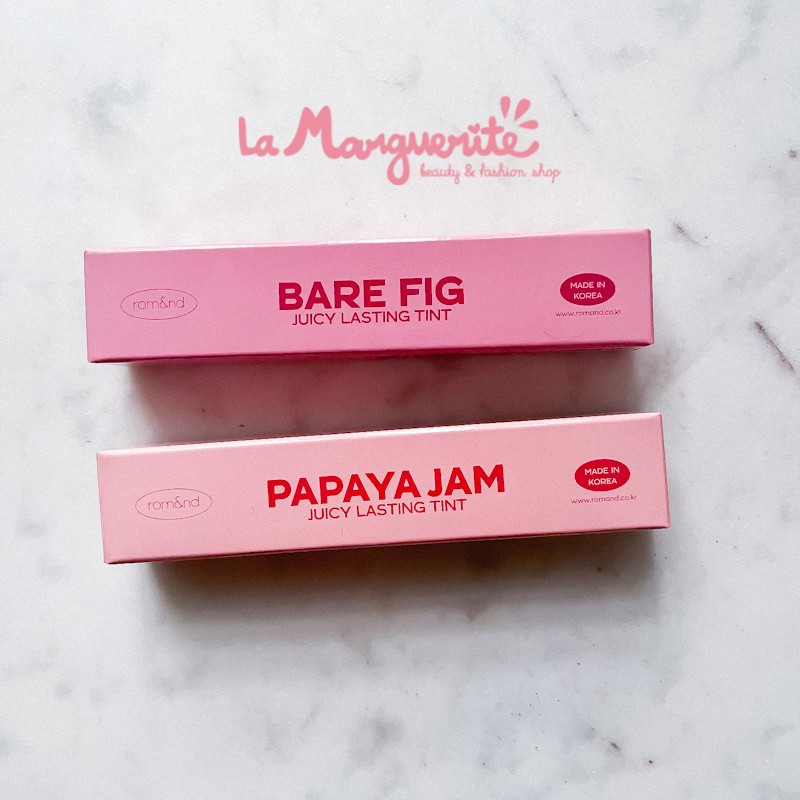 La Marguerite
beauty & fashion shop
rom&nd
BARE FIG
JUICY LASTING TINT
MADE IN
KOREA
www.romand.co.kr
rom&nd
PAPAYA JAM
JUICY LASTING TINT
MADE IN
KOREA
www.romand.co.kr